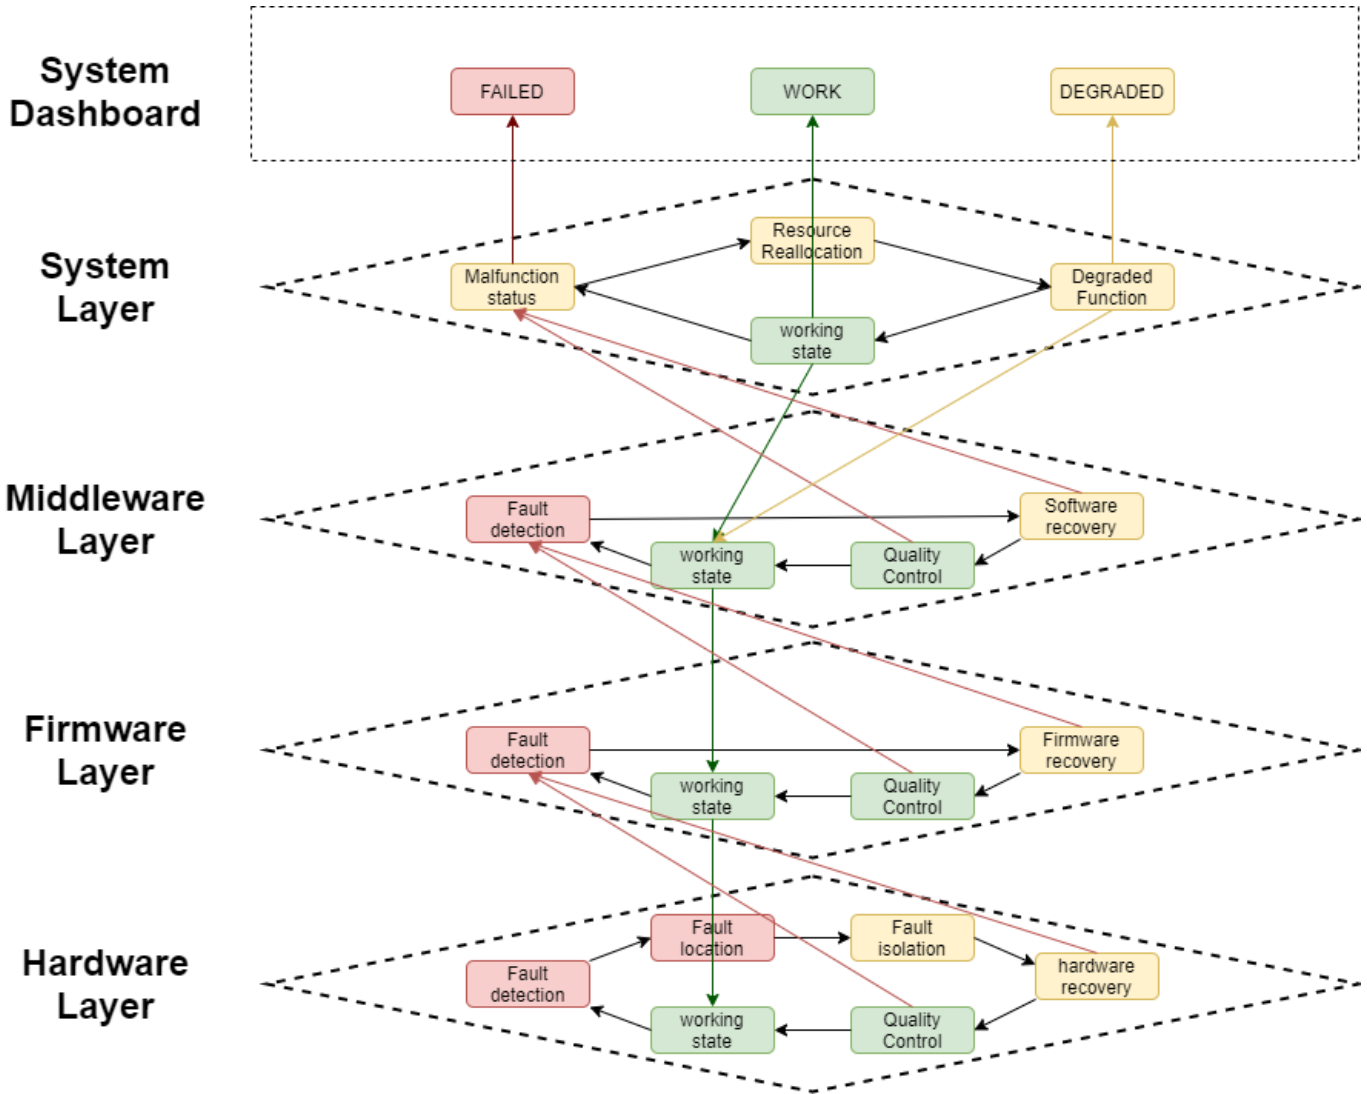 System
Dashboard
FAILED
WORK
DEGRADED
System
Layer
Resource
Reallocation
Malfunction
status
Degraded
Function
working
state
Middleware
Layer
Fault
detection
Software
recovery
working
state
Quality
Control
Firmware
Layer
Fault
detection
Firmware
recovery
working
state
Quality
Control
Hardware
Layer
Fault
location
Fault
isolation
Fault
detection
hardware
recovery
working
state
Quality
Control